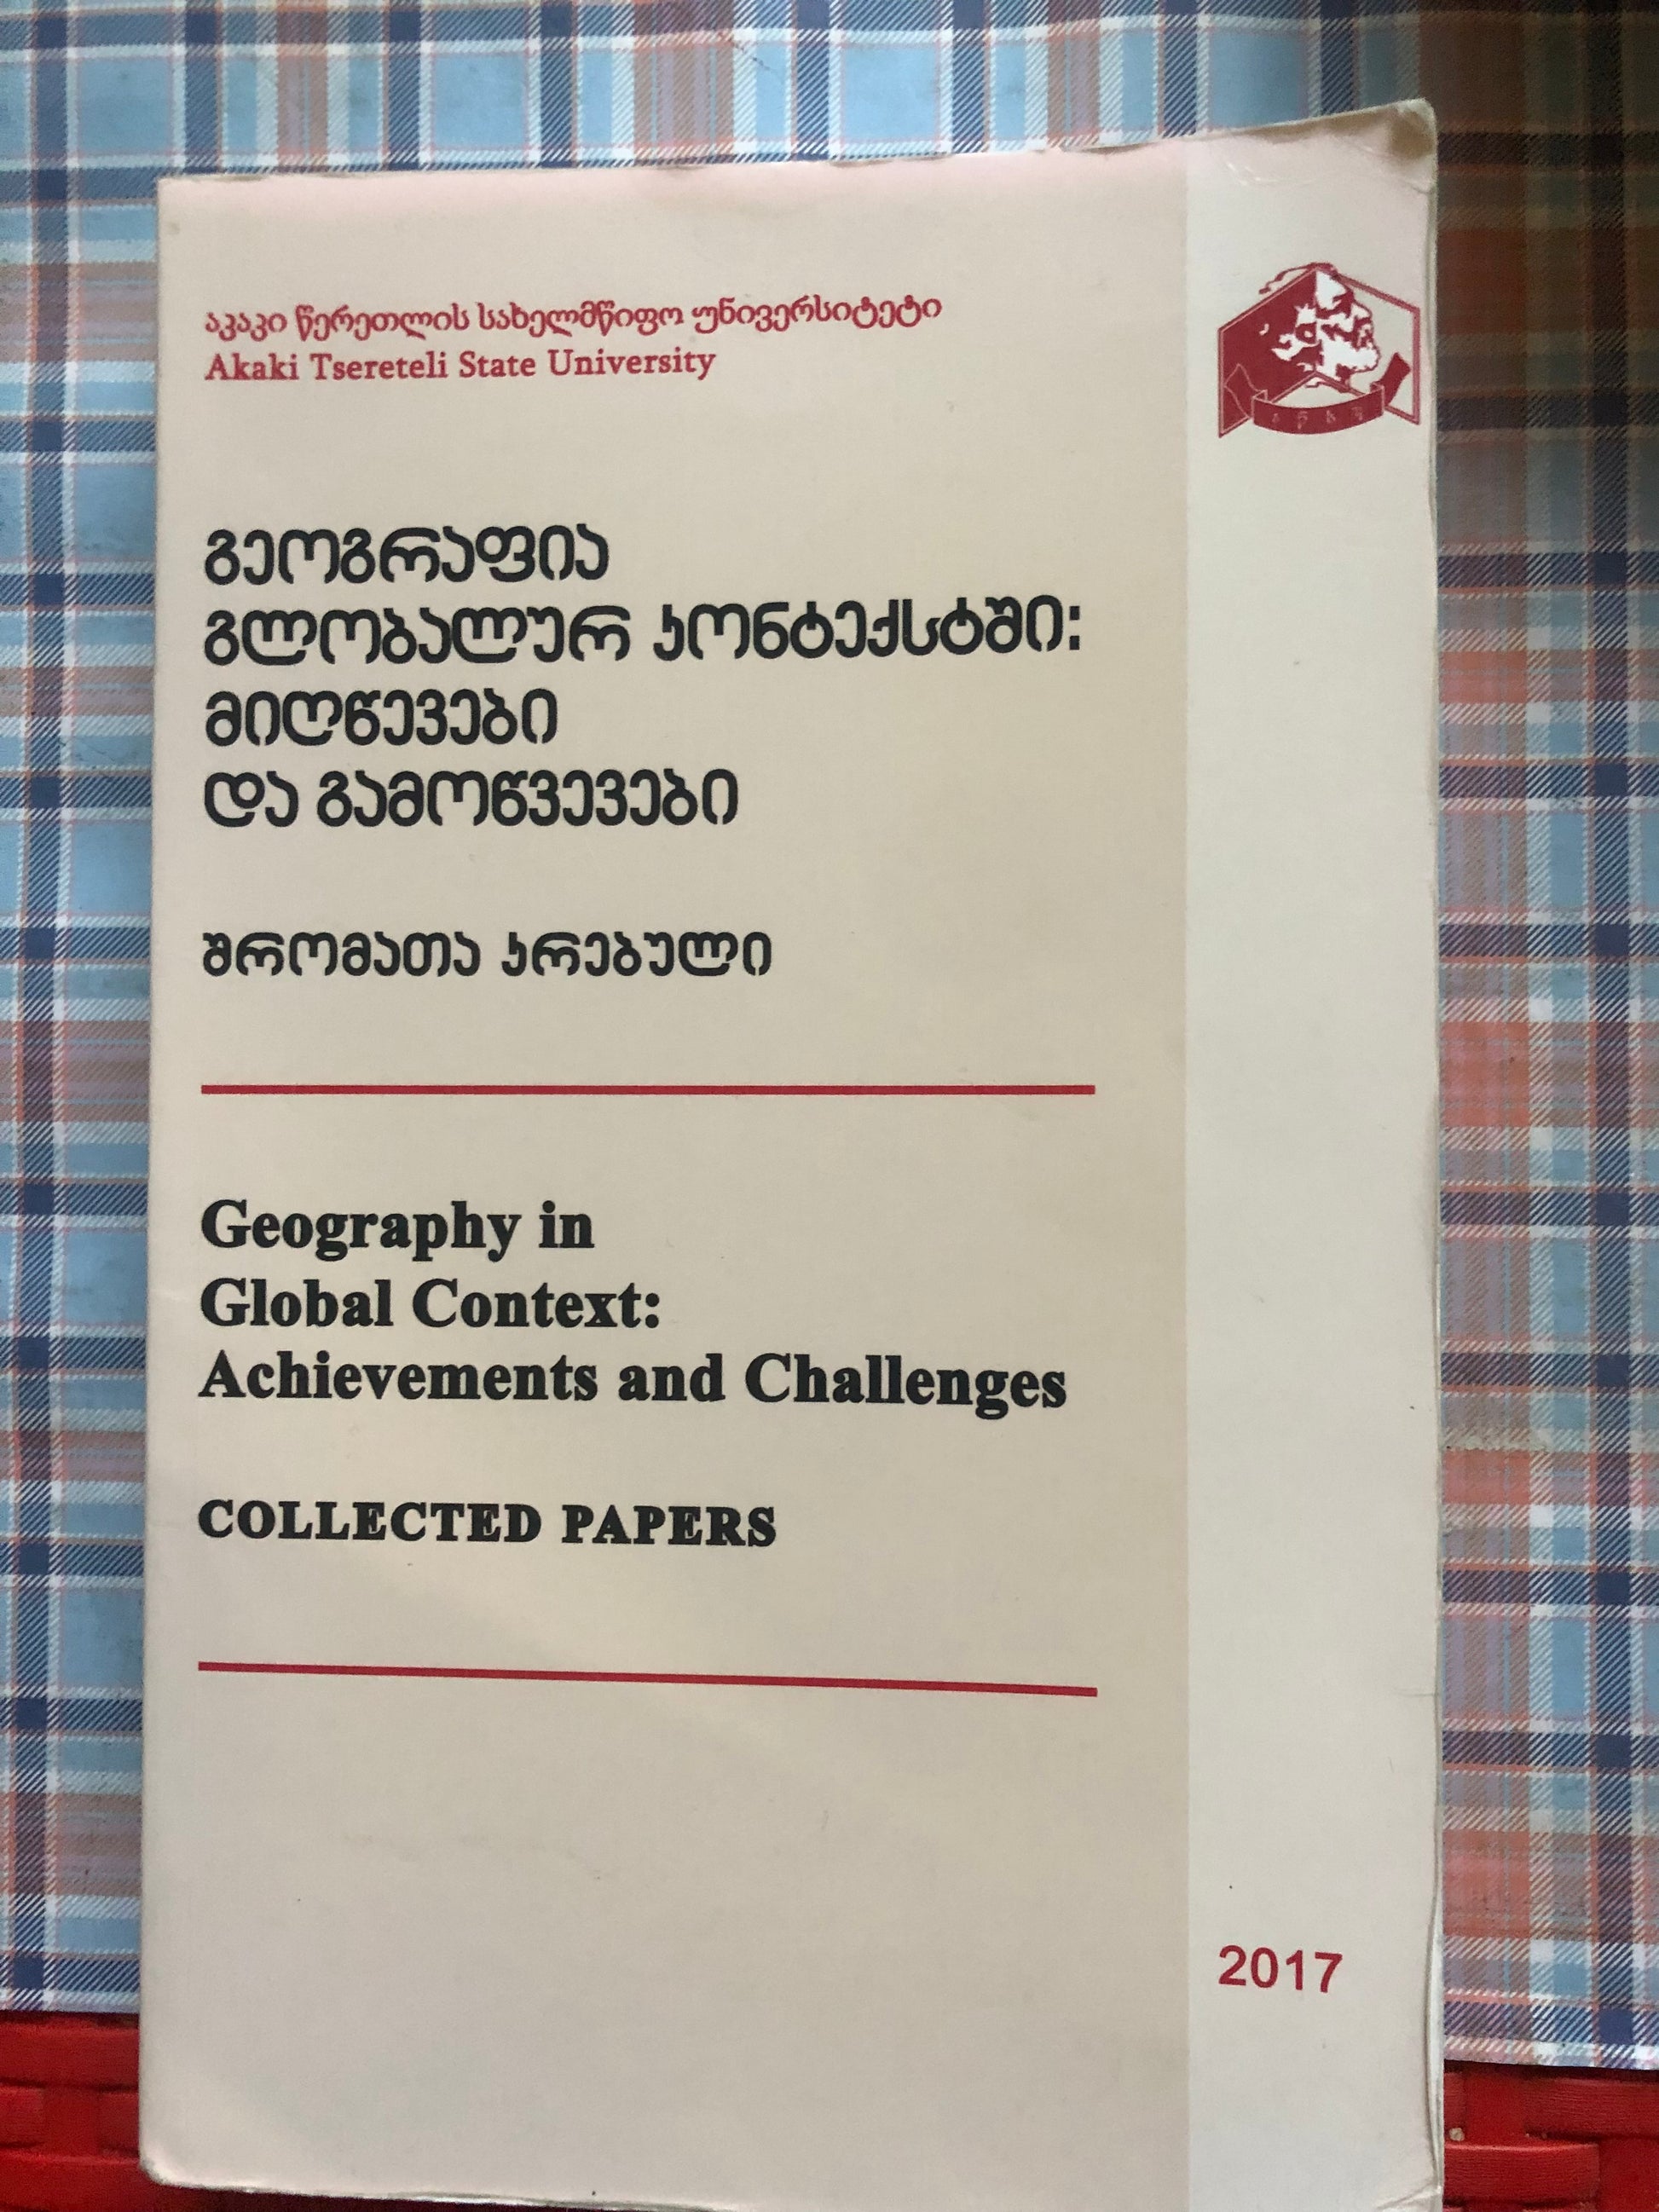 აკაკი წერეთლის სახელმწიფო უნივერსიტეტი
Akaki Tsereteli State University
გეოგრაფია
გლობალურ კონტექსტში:
მიღწევები
და გამოწვევები
შრომათა კრებული
Geography in
Global Context:
Achievements and Challenges
COLLECTED PAPERS
2017